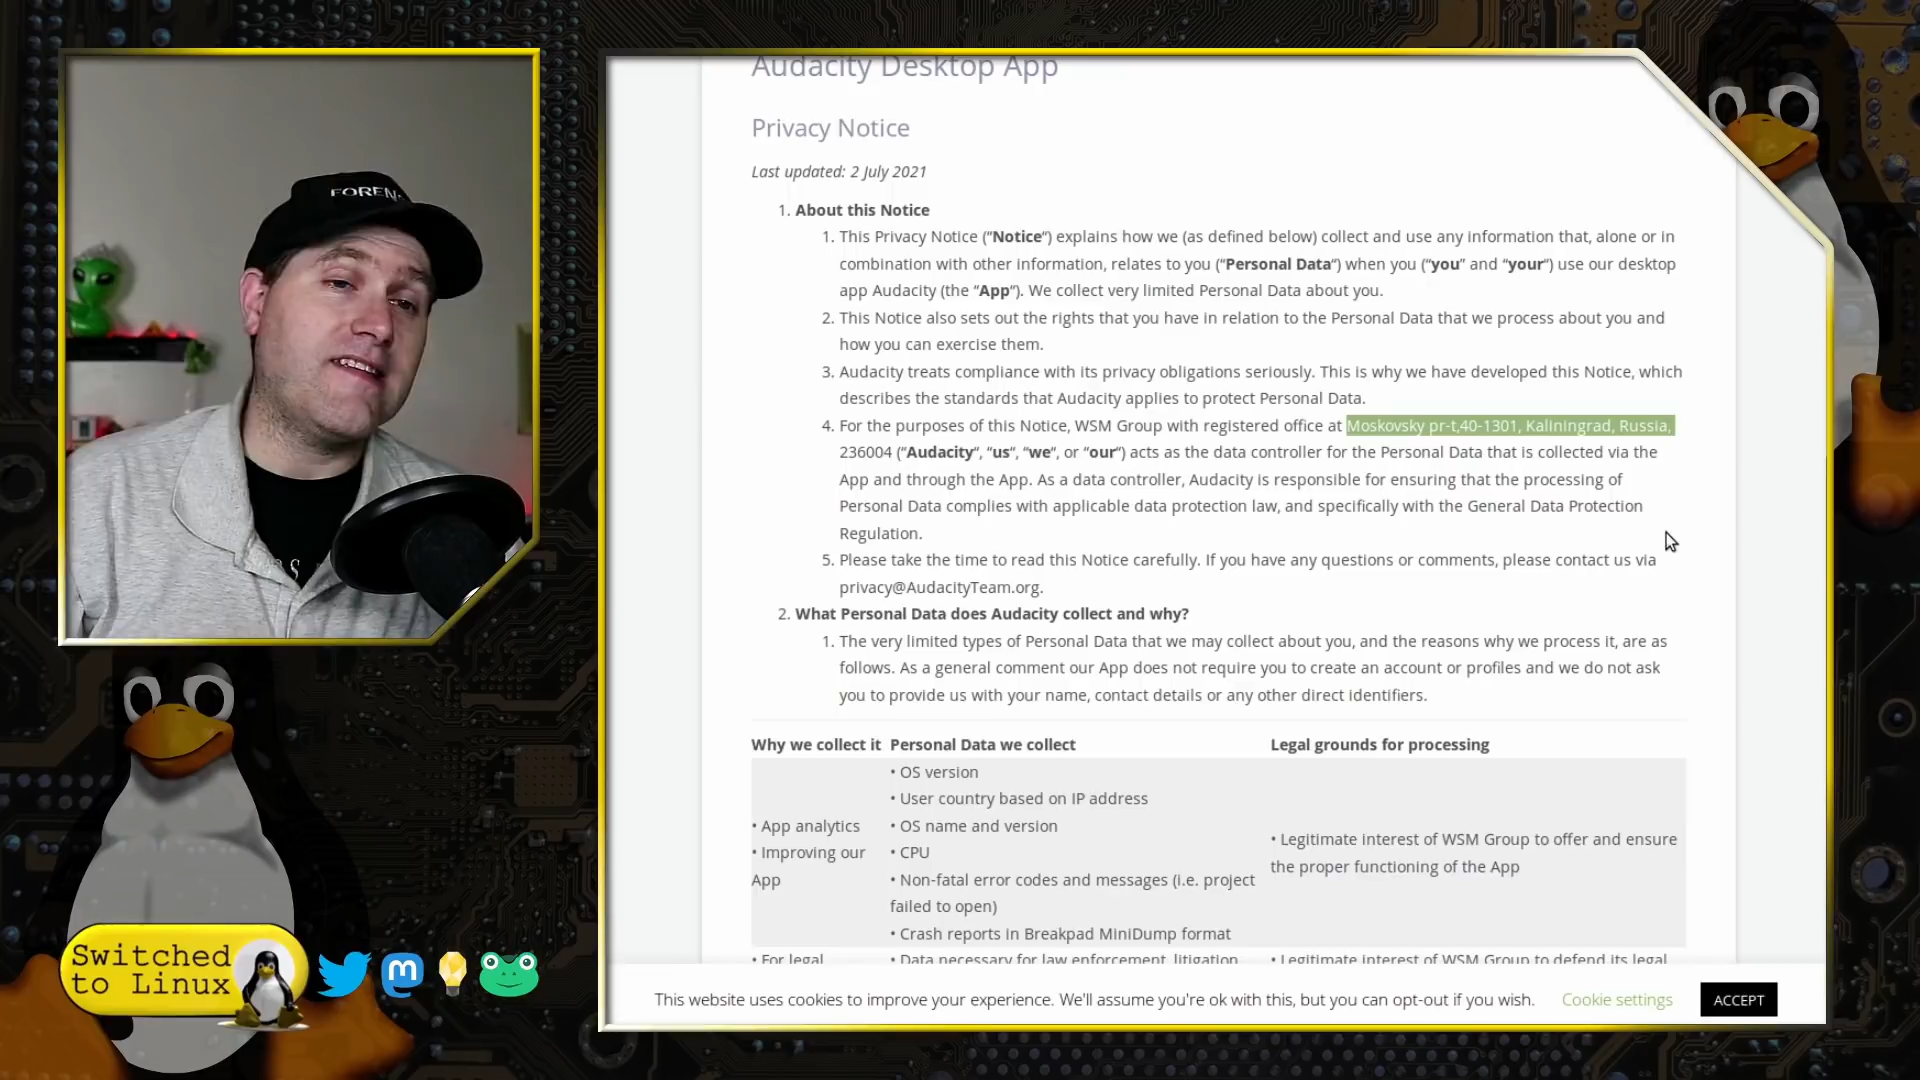 FOREN
S
Switched
to Linux
Audacity Desktop App
Privacy Notice
Last updated: 2 July 2021
1. About this Notice
1. This Privacy Notice (“Notice“) explains how we (as defined below) collect and use any information that, alone or in
combination with other information, relates to you (“Personal Data“) when you (“you” and “your“) use our desktop
app Audacity (the “App“). We collect very limited Personal Data about you.
2. This Notice also sets out the rights that you have in relation to the Personal Data that we process about you and
how you can exercise them.
3. Audacity treats compliance with its privacy obligations seriously. This is why we have developed this Notice, which
describes the standards that Audacity applies to protect Personal Data.
4. For the purposes of this Notice, WSM Group with registered office at Moskovsky pr-t,40-1301, Kaliningrad, Russia,
236004 (“Audacity“, “us“, “we“, or “our“) acts as the data controller for the Personal Data that is collected via the
App and through the App. As a data controller, Audacity is responsible for ensuring that the processing of
Personal Data complies with applicable data protection law, and specifically with the General Data Protection
Regulation.
5. Please take the time to read this Notice carefully. If you have any questions or comments, please contact us via
privacy@AudacityTeam.org.
2. What Personal Data does Audacity collect and why?
1. The very limited types of Personal Data that we may collect about you, and the reasons why we process it, are as
follows. As a general comment our App does not require you to create an account or profiles and we do not ask
you to provide us with your name, contact details or any other direct identifiers.
Why we collect it Personal Data we collect Legal grounds for processing
• App analytics
• Improving our
App
• OS version
• User country based on IP address
• OS name and version
• CPU
• Non-fatal error codes and messages (i.e. project
failed to open)
• Crash reports in Breakpad MiniDump format
• Legitimate interest of WSM Group to offer and ensure
the proper functioning of the App
• For legal • Data necessary for law enforcement, litigation • Legitimate interest of WSM Group to defend its legal
This website uses cookies to improve your experience. We'll assume you're ok with this, but you can opt-out if you wish. Cookie settings ACCEPT